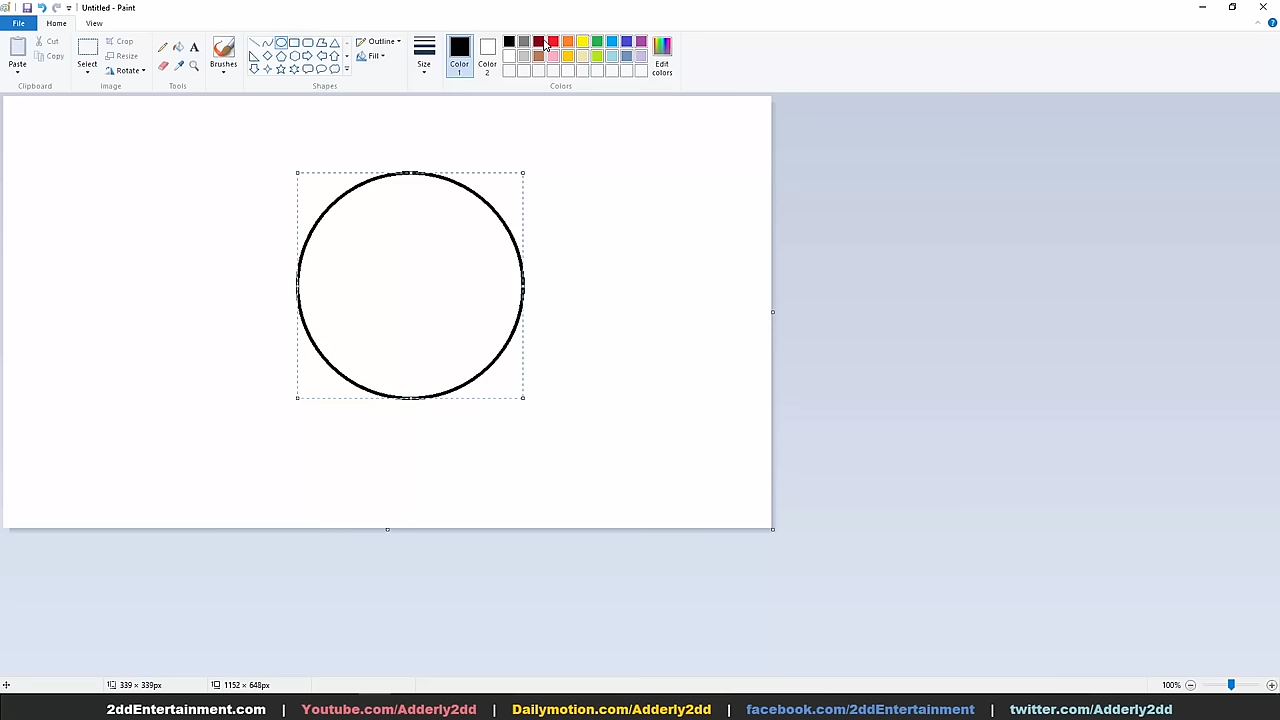 Untitled - Paint
File Home View
Paste
Cut
Copy
Clipboard
Select
Crop
Resize
Rotate
Image
A
Tools
Brushes
Outline
Fill
Shapes
Size
Color
1
Color
2
Edit
colors
Colors
339 × 339px
1152 × 648px
100%
2ddEntertainment.com | Youtube.com/Adderly2dd | Dailymotion.com/Adderly2dd | facebook.com/2ddEntertainment | twitter.com/Adderly2dd